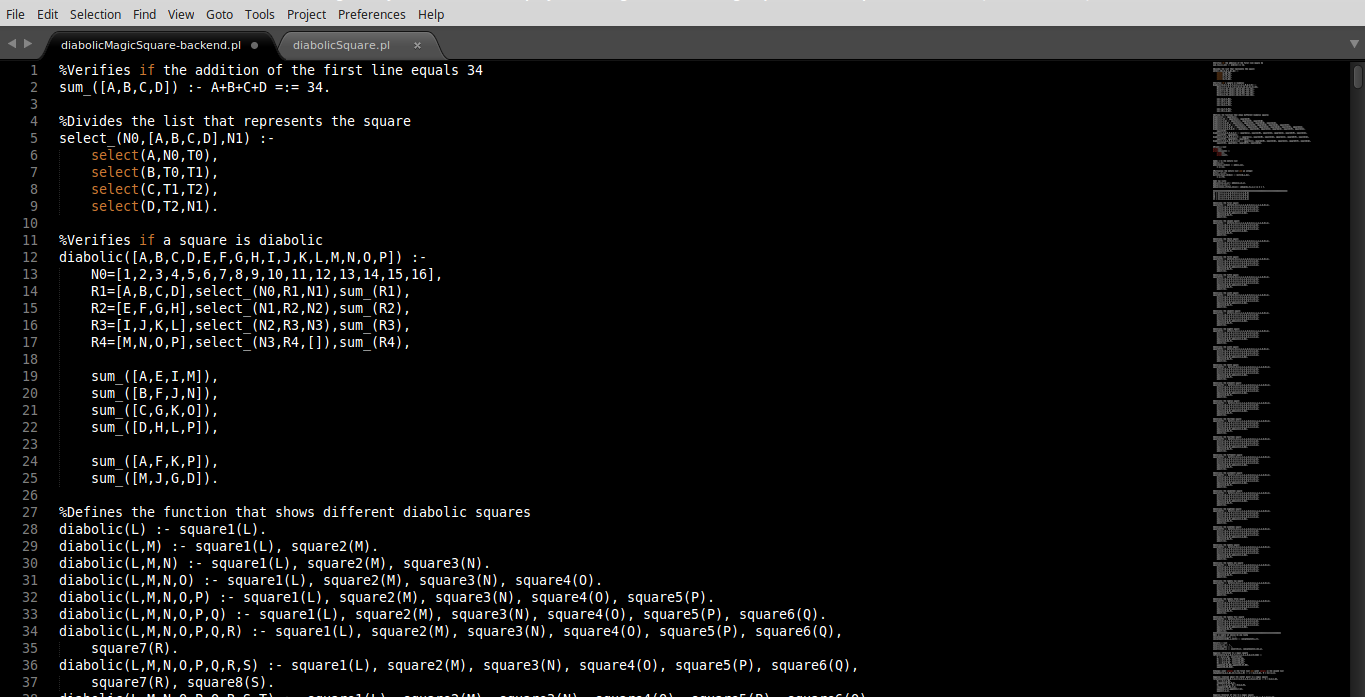 File Edit Selection Find View Goto Tools Project Preferences Help
diabolicMagicSquare-backend.pl diabolicSquare.pl ×
1 %Verifies if the addition of the first line equals 34
2 sum_([A,B,C,D]) :- A+B+C+D =:= 34.
3
4 %Divides the list that represents the square
5 select_(N0,[A,B,C,D],N1) :-
6 select(A,N0,T0),
7 select(B,T0,T1),
8 select(C,T1,T2),
9 select(D,T2,N1).
10
11 %Verifies if a square is diabolic
12 diabolic([A,B,C,D,E,F,G,H,I,J,K,L,M,N,O,P]) :-
13 N0=[1,2,3,4,5,6,7,8,9,10,11,12,13,14,15,16],
14 R1=[A,B,C,D],select_(N0,R1,N1),sum_(R1),
15 R2=[E,F,G,H],select_(N1,R2,N2),sum_(R2),
16 R3=[I,J,K,L],select_(N2,R3,N3),sum_(R3),
17 R4=[M,N,O,P],select_(N3,R4,[]),sum_(R4),
18
19 sum_([A,E,I,M]),
20 sum_([B,F,J,N]),
21 sum_([C,G,K,O]),
22 sum_([D,H,L,P]),
23
24 sum_([A,F,K,P]),
25 sum_([M,J,G,D]).
26
27 %Defines the function that shows different diabolic squares
28 diabolic(L) :- square1(L).
29 diabolic(L,M) :- square1(L), square2(M).
30 diabolic(L,M,N) :- square1(L), square2(M), square3(N).
31 diabolic(L,M,N,O) :- square1(L), square2(M), square3(N), square4(O).
32 diabolic(L,M,N,O,P) :- square1(L), square2(M), square3(N), square4(O), square5(P).
33 diabolic(L,M,N,O,P,Q) :- square1(L), square2(M), square3(N), square4(O), square5(P), square6(Q).
34 diabolic(L,M,N,O,P,Q,R) :- square1(L), square2(M), square3(N), square4(O), square5(P), square6(Q),
35 square7(R).
36 diabolic(L,M,N,O,P,Q,R,S) :- square1(L), square2(M), square3(N), square4(O), square5(P), square6(Q),
37 square7(R), square8(S).
38 diabolic(L,M,N,O,P,Q,R,S,T) :- square1(L), square2(M), square3(N), square4(O), square5(P), square6(Q),